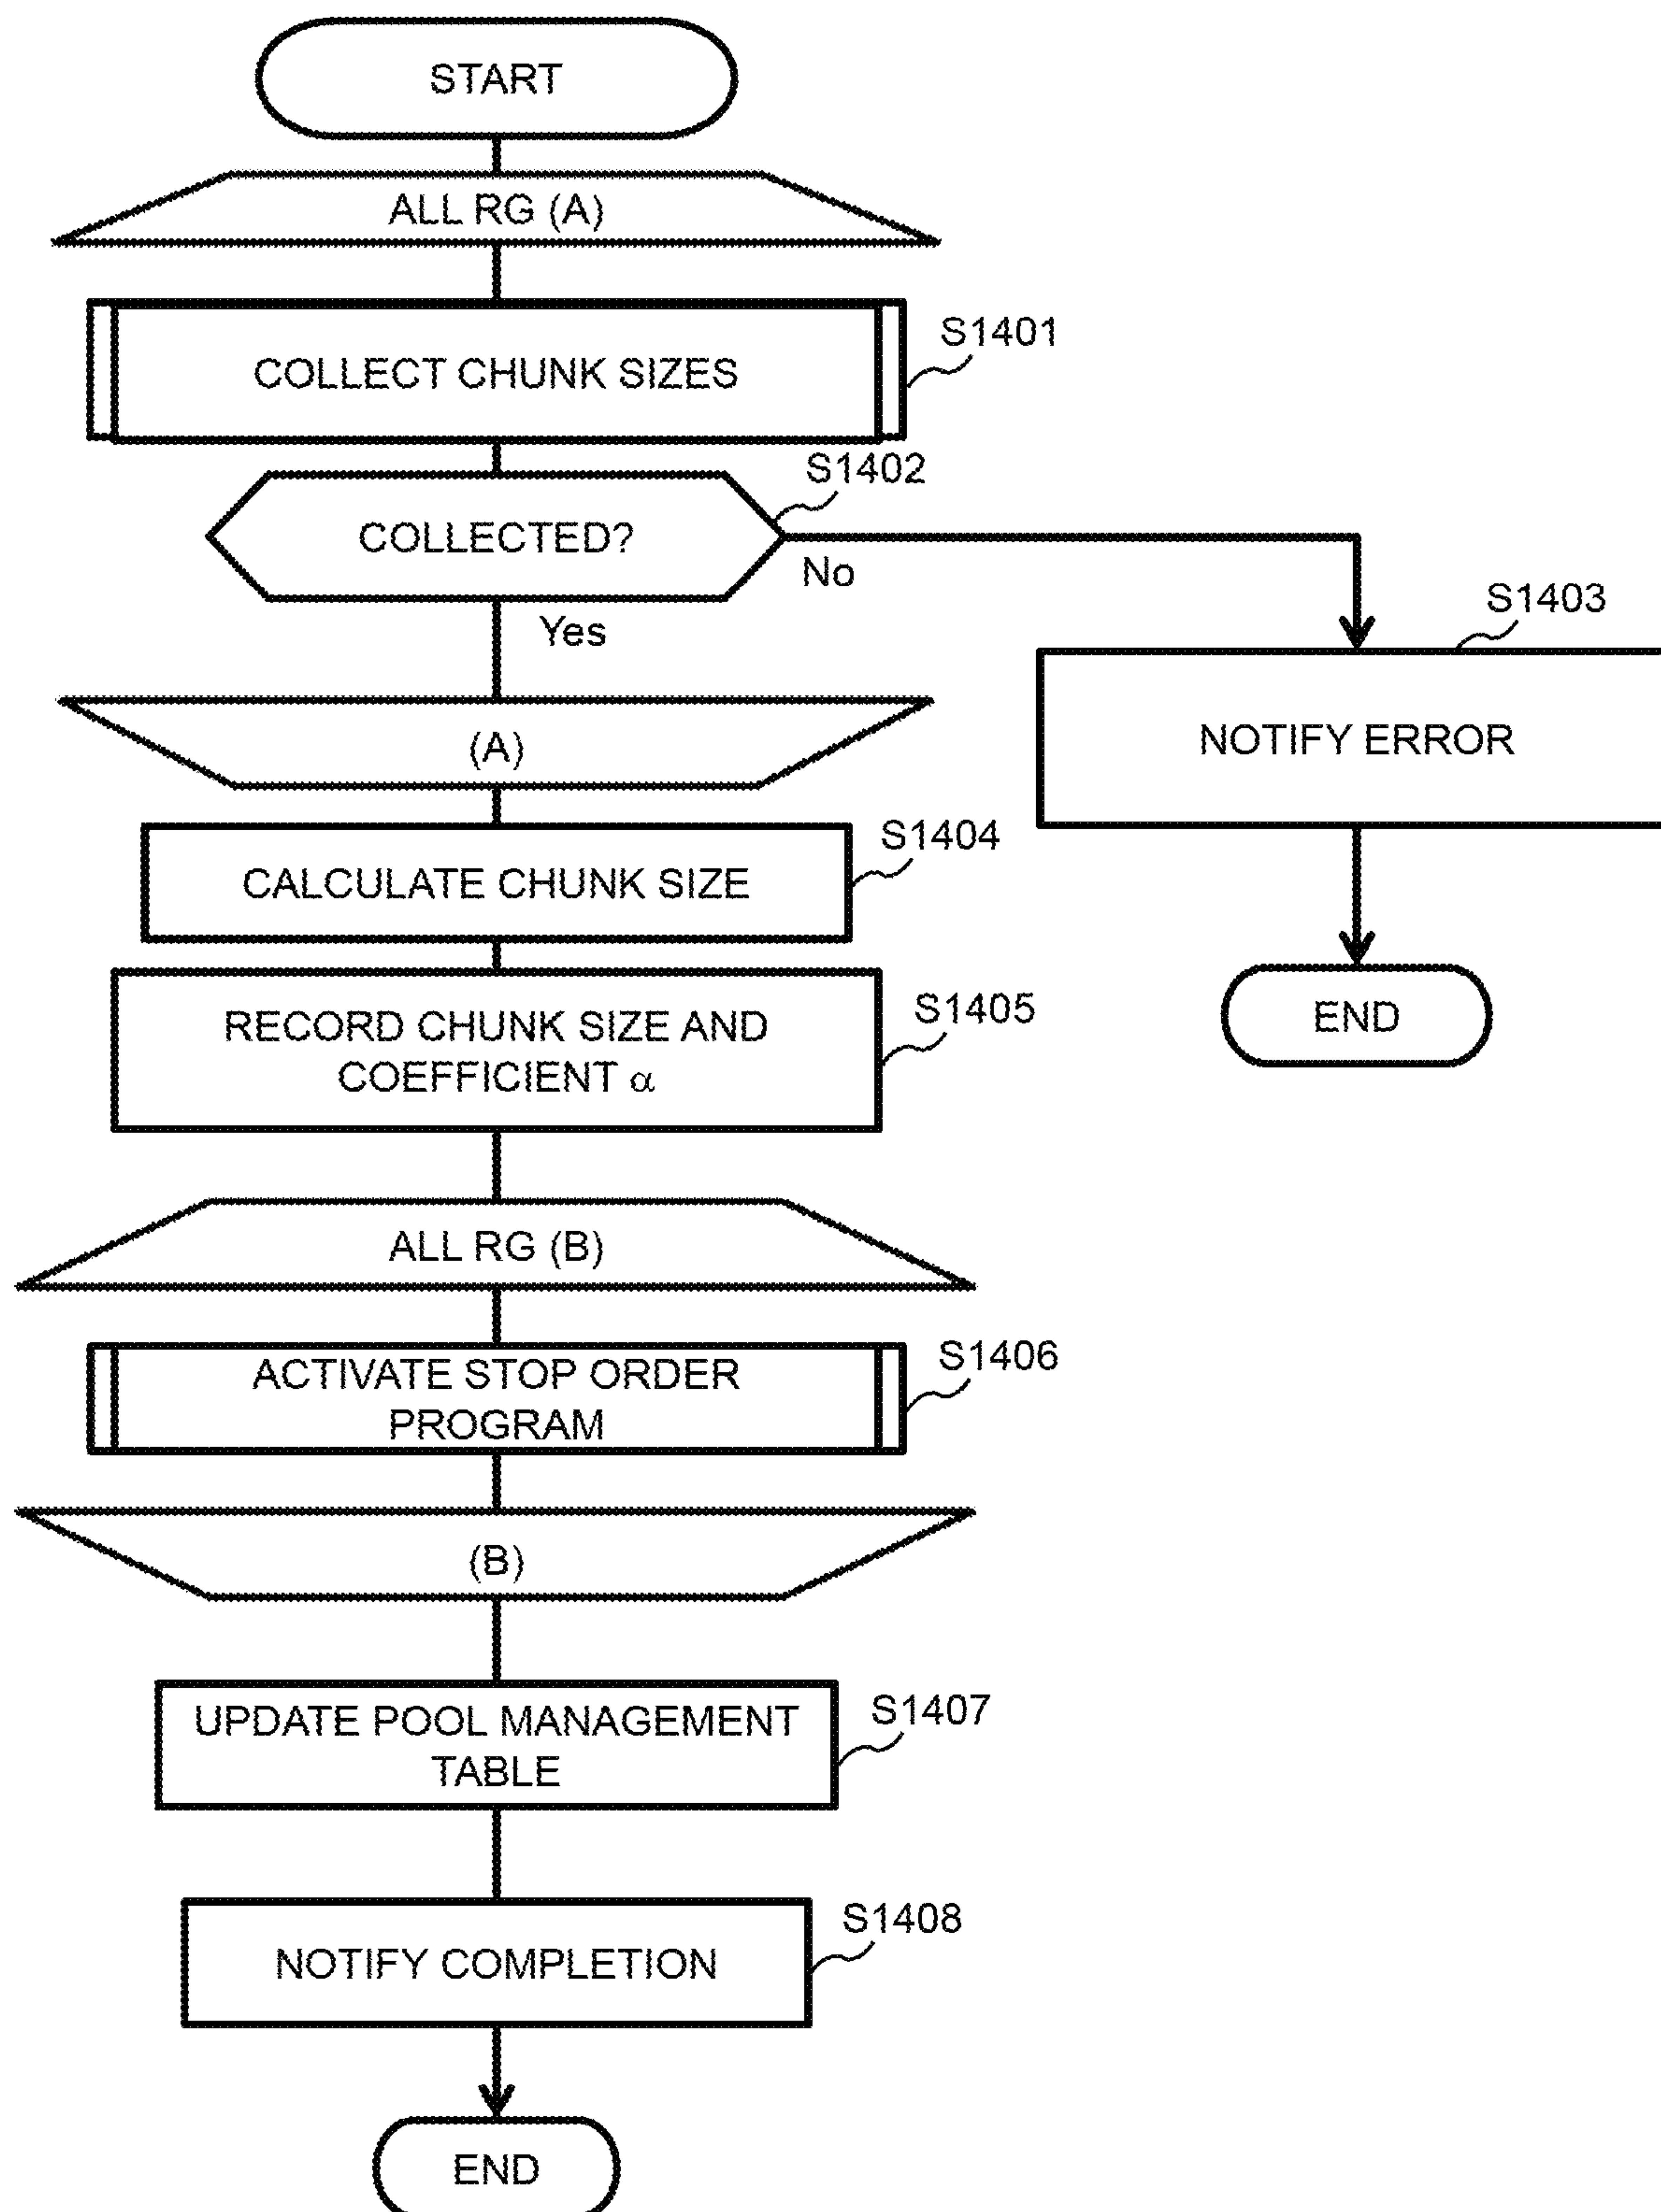 START
ALL RG (A)
COLLECT CHUNK SIZES
S1401
S1402
COLLECTED?
No
Yes
S1403
NOTIFY ERROR
END
(A)
S1404
CALCULATE CHUNK SIZE
S1405
RECORD CHUNK SIZE AND
COEFFICIENT α
ALL RG (B)
S1406
ACTIVATE STOP ORDER
PROGRAM
(B)
S1407
UPDATE POOL MANAGEMENT
TABLE
S1408
NOTIFY COMPLETION
END